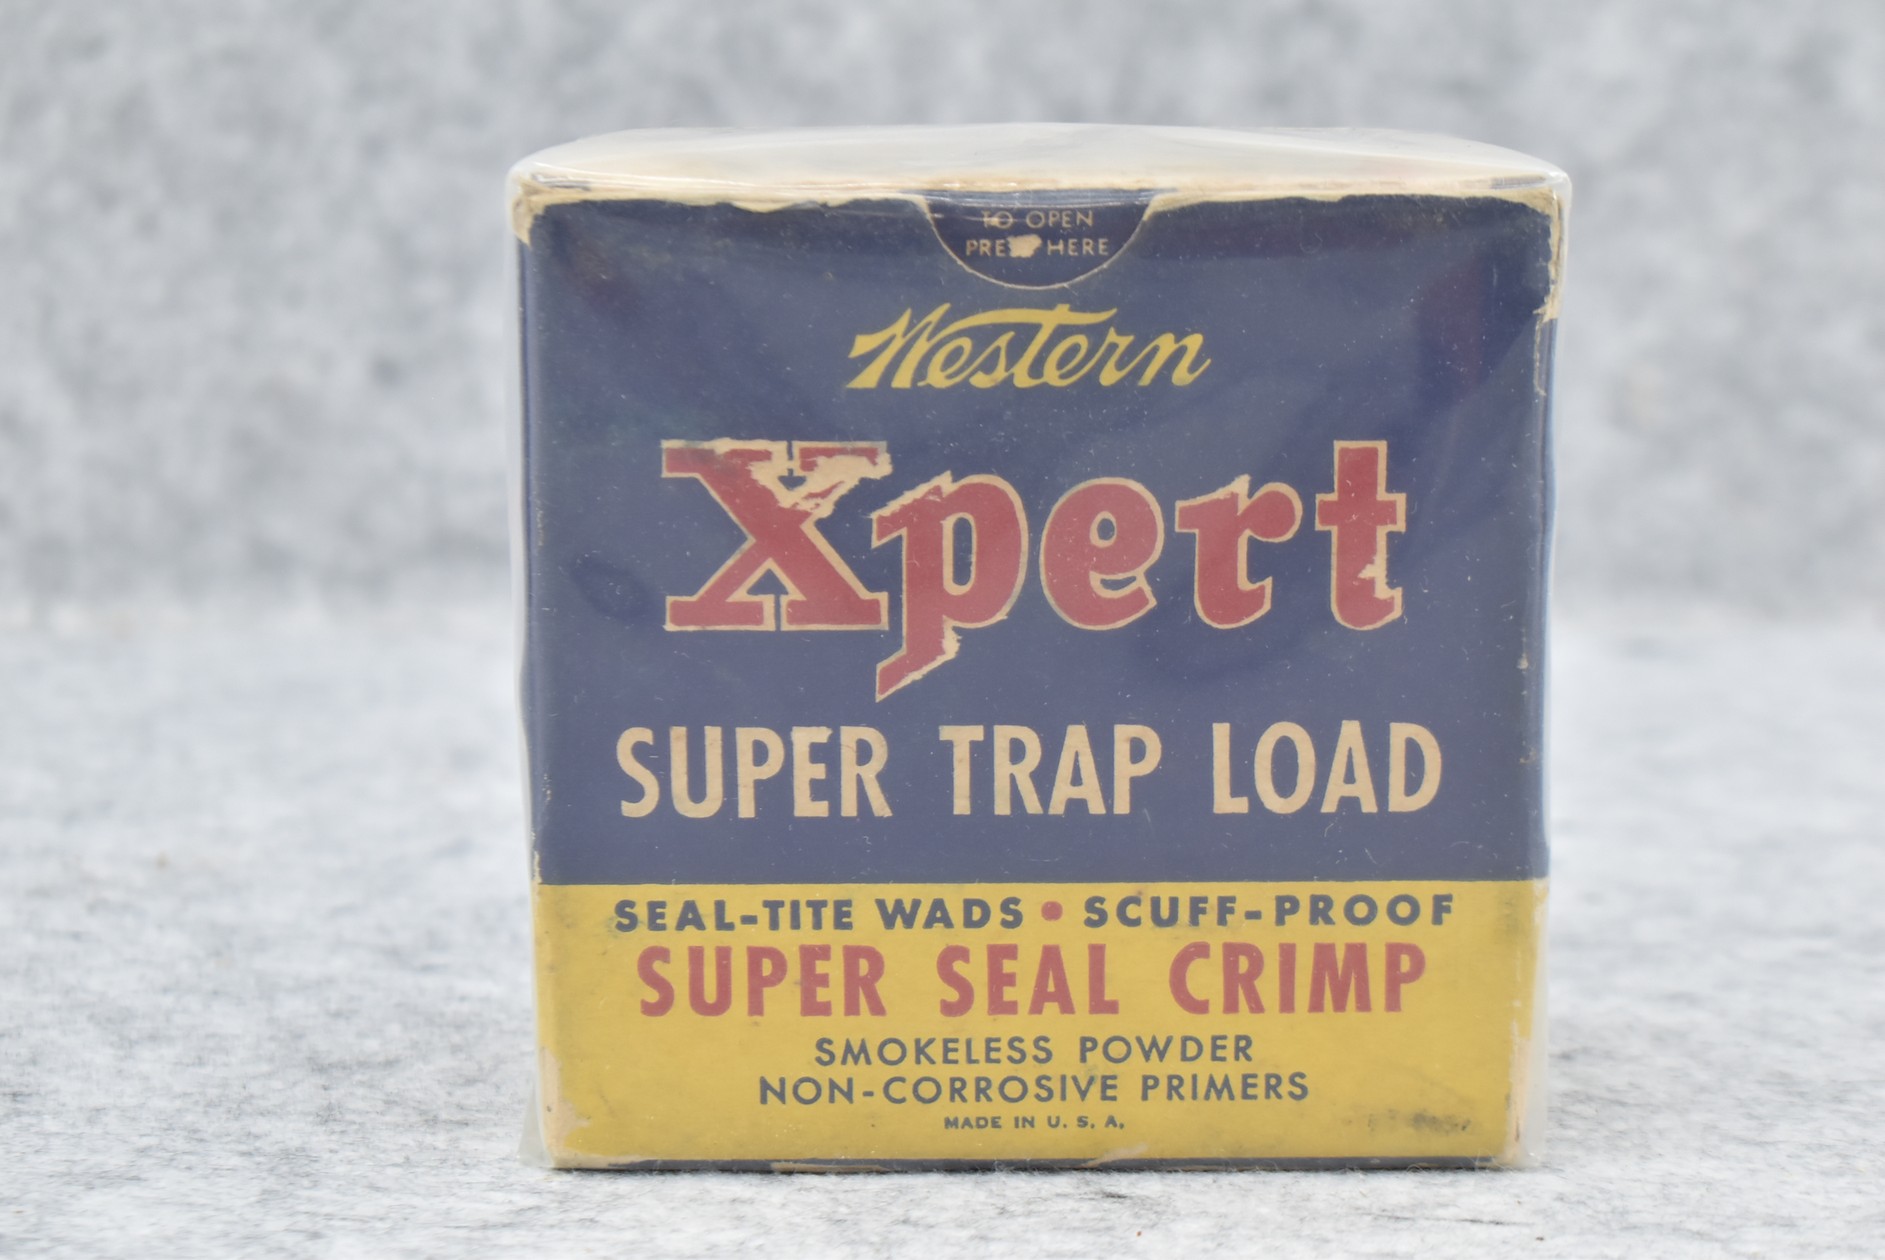 TO OPEN
PRESS HERE
Western
Xpert
SUPER TRAP LOAD
SEAL-TITE WADS • SCUFF-PROOF
SUPER SEAL CRIMP
SMOKELESS POWDER
NON-CORROSIVE PRIMERS
MADE IN U. S. A.